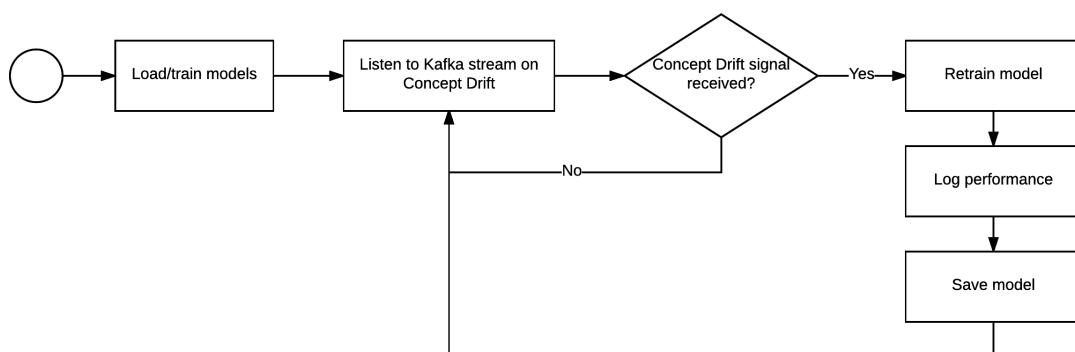 Load/train models
Listen to Kafka stream on
Concept Drift
Concept Drift signal
received?
Yes
Retrain model
No
Log performance
Save model